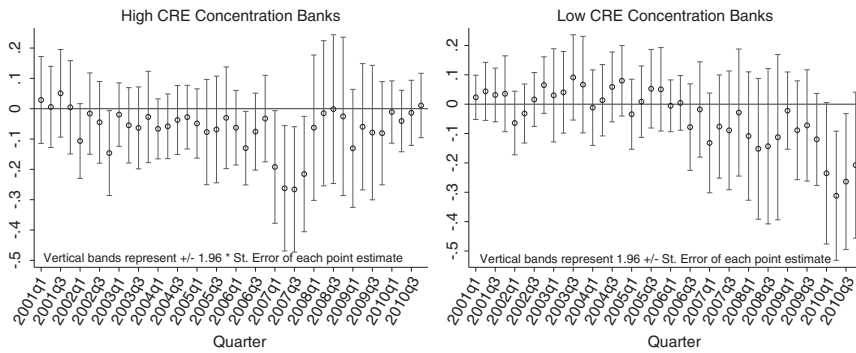 High CRE Concentration Banks
.2
.1
0
-.1
-.2
-.3
-.4
-.5
Vertical bands represent +/- 1.96 * St. Error of each point estimate
2001q1
2001q3
2002q1
2002q3
2003q1
2003q3
2004q1
2004q3
2005q1
2005q3
2006q1
2006q3
2007q1
2007q3
2008q1
2008q3
2009q1
2009q3
2010q1
2010q3
Quarter
Low CRE Concentration Banks
.2
.1
0
-.1
-.2
-.3
-.4
-.5
Vertical bands represent 1.96 +/- St. Error of each point estimate
2001q1
2001q3
2002q1
2002q3
2003q1
2003q3
2004q1
2004q3
2005q1
2005q3
2006q1
2006q3
2007q1
2007q3
2008q1
2008q3
2009q1
2009q3
2010q1
2010q3
Quarter